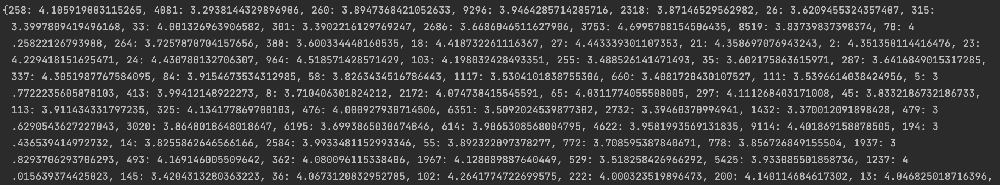 {258: 4.105919003115265, 4081: 3.2938144329896906, 260: 3.8947368421052633, 9296: 3.9464285714285716, 2318: 3.87146529562982, 26: 3.6209455324357407, 315:
3.3997809419496168, 33: 4.001326963906582, 301: 3.3902216129769247, 2686: 3.6686046511627906, 3753: 4.6995708154506435, 8519: 3.83739837398374, 70: 4
.25822126793988, 264: 3.7257870704157656, 388: 3.600334448160535, 18: 4.418732261116367, 27: 4.443339301107353, 21: 4.358697076943243, 2: 4.351350114416476, 23:
4.229418151625471, 24: 4.430780132706307, 964: 4.518571428571429, 103: 4.198032428493351, 255: 3.488526141471493, 35: 3.602175863615971, 287: 3.6416849015317285,
337: 4.3051987767584095, 84: 3.9154673534312985, 58: 3.8263434516786443, 1117: 3.5304101838755306, 660: 3.4081720430107527, 111: 3.5396614038424956, 5: 3
.7722235605878103, 413: 3.99412148922273, 8: 3.710406301824212, 2172: 4.074738415545591, 65: 4.0311774055508005, 297: 4.111268403171008, 45: 3.8332186732186733,
113: 3.911434331797235, 325: 4.134177869700103, 476: 4.000927930714506, 6351: 3.5092024539877302, 2732: 3.39460370994941, 1432: 3.370012091898428, 479: 3
.6290543627227043, 3020: 3.8648018648018647, 6195: 3.6993865030674846, 614: 3.9065308568004795, 4622: 3.9581993569131835, 9114: 4.401869158878505, 194: 3
.436539414972732, 14: 3.8255862646566166, 2584: 3.9933481152993346, 55: 3.892322097378277, 772: 3.708595387840671, 778: 3.856726849155504, 1937: 3
.8293706293706293, 493: 4.169146005509642, 362: 4.080096115338406, 1967: 4.128089887640449, 529: 3.518258426966292, 5425: 3.933085501858736, 1237: 4
.015639374425023, 145: 3.4204313280363223, 36: 4.0673120832952785, 102: 4.2641774722699575, 222: 4.000323519896473, 200: 4.140114684617302, 13: 4.046825018716396,